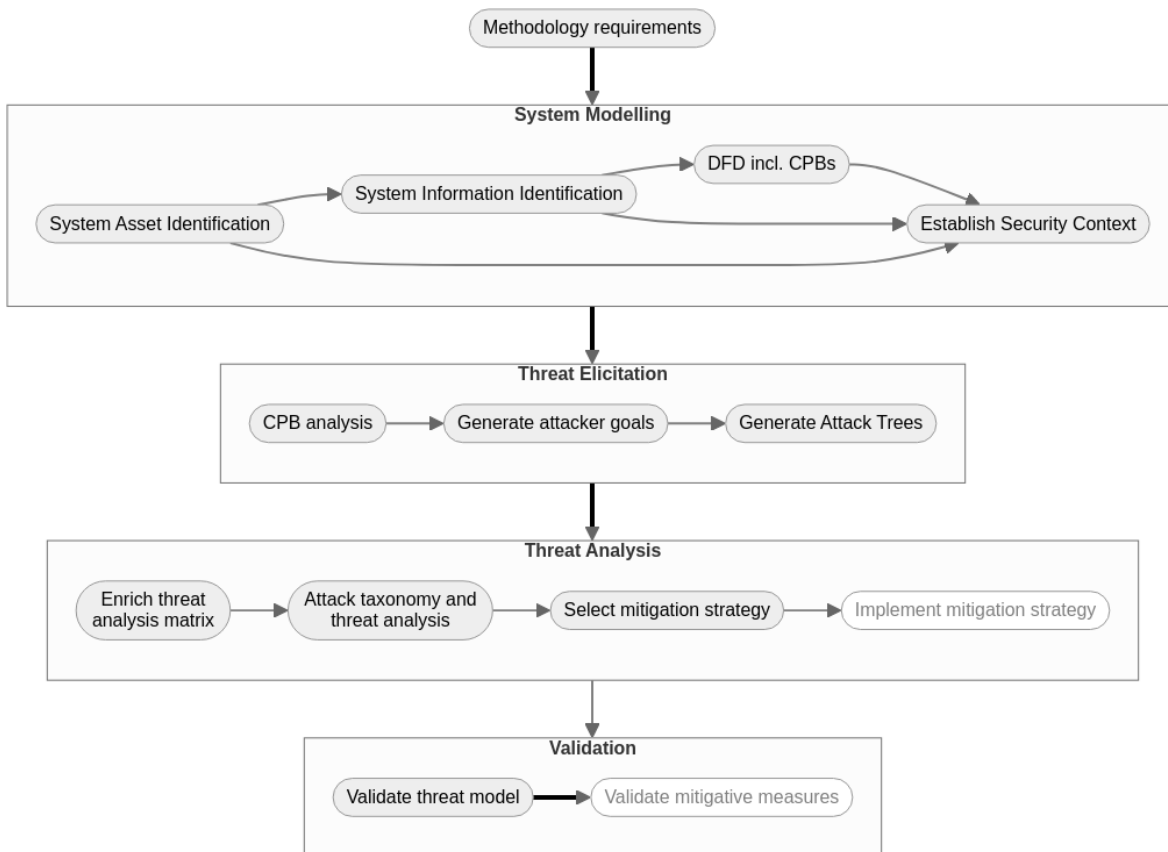 Methodology requirements
System Modelling
DFD incl. CPBs
System Information Identification
System Asset Identification
Establish Security Context
Threat Elicitation
CPB analysis
Generate attacker goals
Generate Attack Trees
Threat Analysis
Enrich threat
analysis matrix
Attack taxonomy and
threat analysis
Select mitigation strategy
Implement mitigation strategy
Validation
Validate threat model
Validate mitigative measures